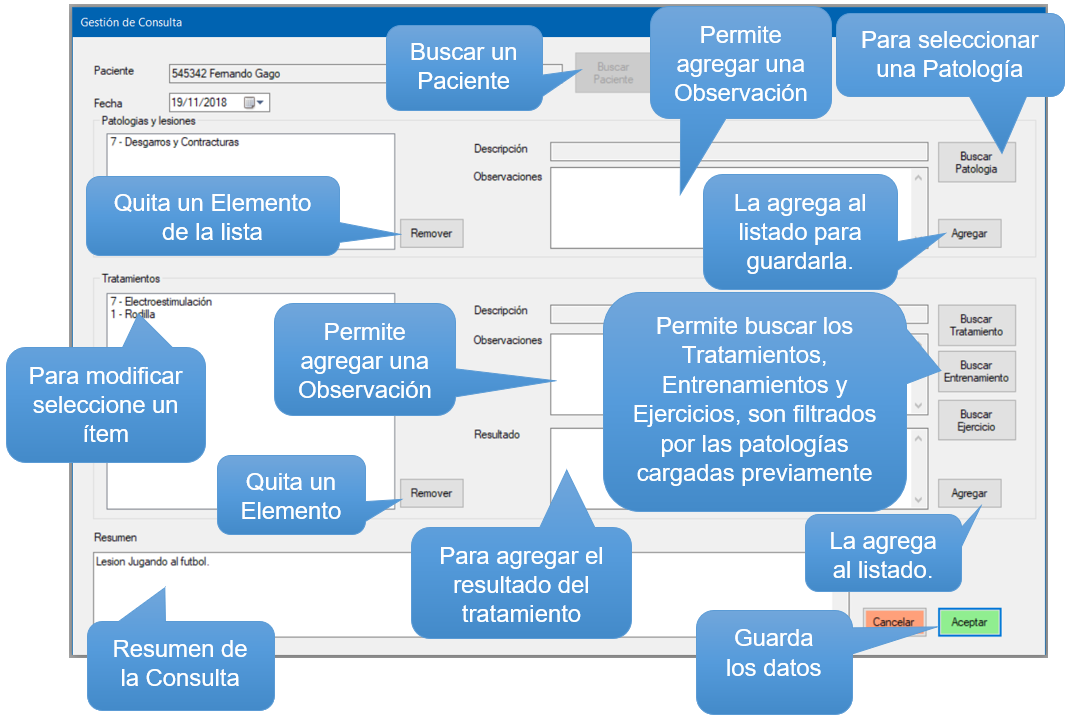 Gestión de Consulta
Paciente
545342 Fernando Gago
Buscar
Paciente
Buscar un
Paciente
Permite
agregar una
Observación
Para seleccionar
una Patología
Fecha
19/11/2018
Patologias y lesiones
7 - Desgarros y Contracturas
Descripción
Buscar
Patologia
Observaciones
Quita un Elemento
de la lista
Remover
La agrega al
listado para
guardarla.
Agregar
Tratamientos
7 - Electroestimulación
1 - Rodilla
Descripción
Buscar
Tratamiento
Observaciones
Permite
agregar una
Observación
Permite buscar los
Tratamientos,
Entrenamientos y
Ejercicios, son filtrados
por las patologías
cargadas previamente
Buscar
Entrenamiento
Buscar
Ejercicio
Para modificar
seleccione un
ítem
Resultado
Quita un
Elemento
Remover
Agregar
Resumen
Lesion Jugando al futbol.
Para agregar el
resultado del
tratamiento
La agrega
al listado.
Cancelar
Aceptar
Resumen de
la Consulta
Guarda
los datos